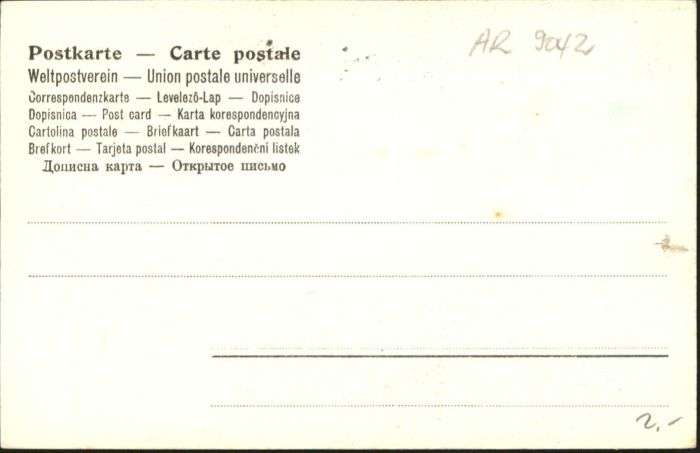 Postkarte — Carte postale
AR 9042
Weltpostverein — Union postale universelle
Correspondenzkarte — Levelező-Lap — Dopisnice
Dopisnica — Post card — Karta korespondencyjna
Cartolina postale — Briefkaart — Carta postala
Brefkort — Tarjeta postal — Korespondenční listek
Дописна карта — Открытое письмо
2,-